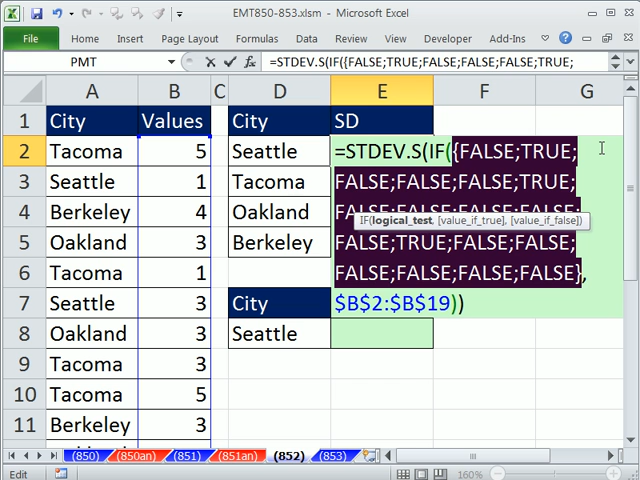 EMT850-853.xlsm - Microsoft Excel
File Home Insert Page Layout Formulas Data Review View Developer Add-Ins
PMT =STDEV.S(IF({FALSE;TRUE;FALSE;FALSE;FALSE;TRUE;
A B C D E F G
1 City Values City SD
2 Tacoma 5 Seattle =STDEV.S(IF({FALSE;TRUE;
3 Seattle 1 Tacoma FALSE;FALSE;FALSE;TRUE;
4 Berkeley 4 Oakland
IF(logical_test, [value_if_true], [value_if_false])
5 Oakland 3 Berkeley FALSE;TRUE;FALSE;FALSE;
6 Tacoma 1 FALSE;FALSE;FALSE;FALSE},
7 Seattle 3 City $B$2:$B$19))
8 Oakland 3 Seattle
9 Tacoma 3
10 Tacoma 5
11 Berkeley 3
(850) (850an) (851) (851an) (852) (853)
Edit 160%